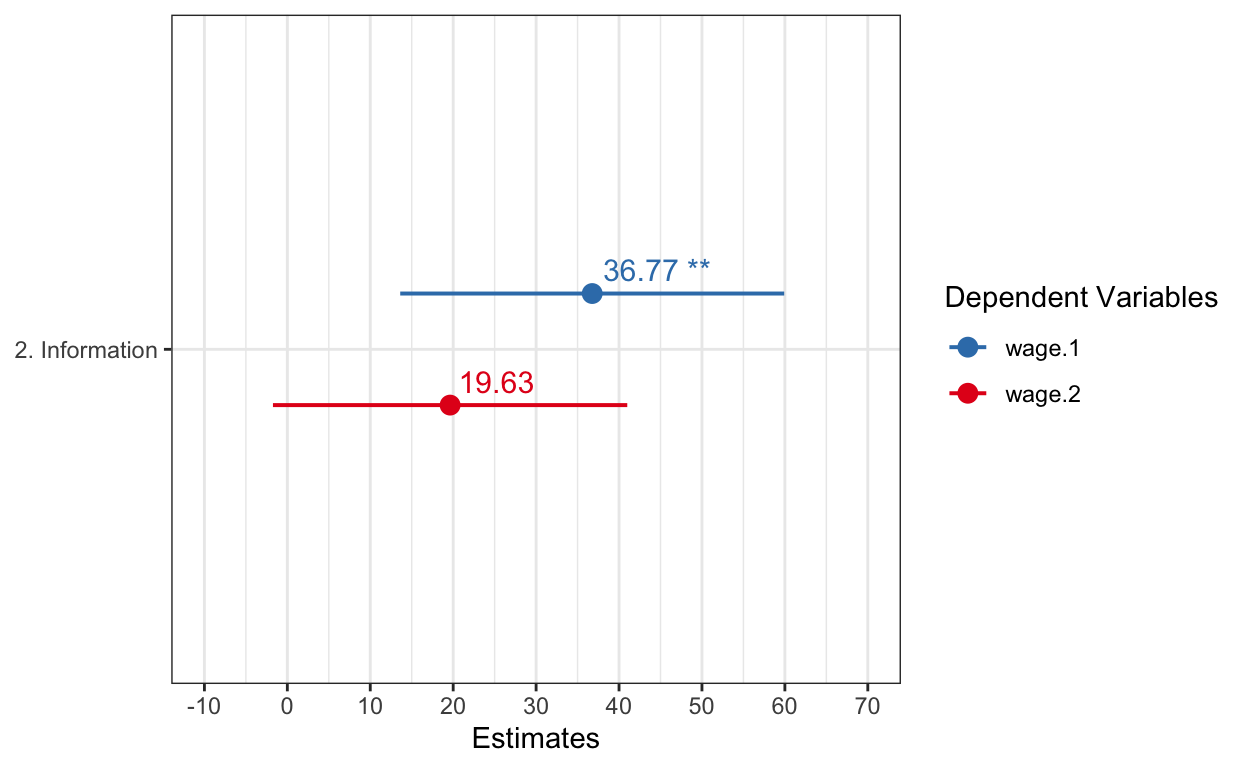 36.77 **
2. Information
19.63
-10 0 10 20 30 40 50 60 70
Estimates
Dependent Variables
wage.1
wage.2